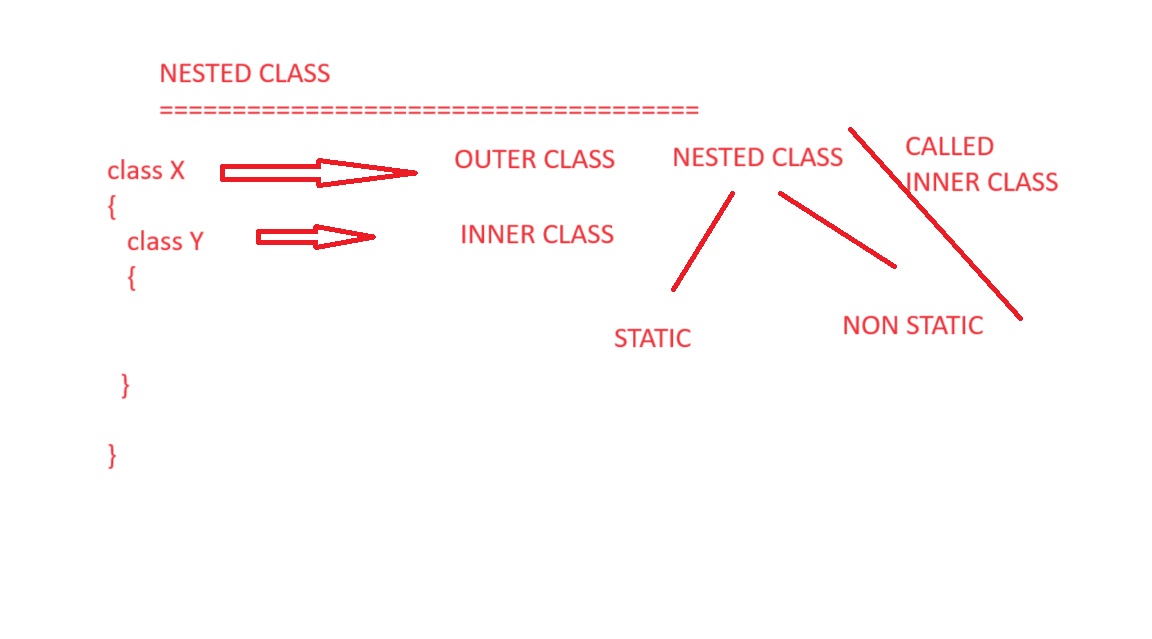 NESTED CLASS
=====================================
class X
OUTER CLASS
NESTED CLASS
CALLED
INNER CLASS
{
class Y
INNER CLASS
{
STATIC
NON STATIC
}
}